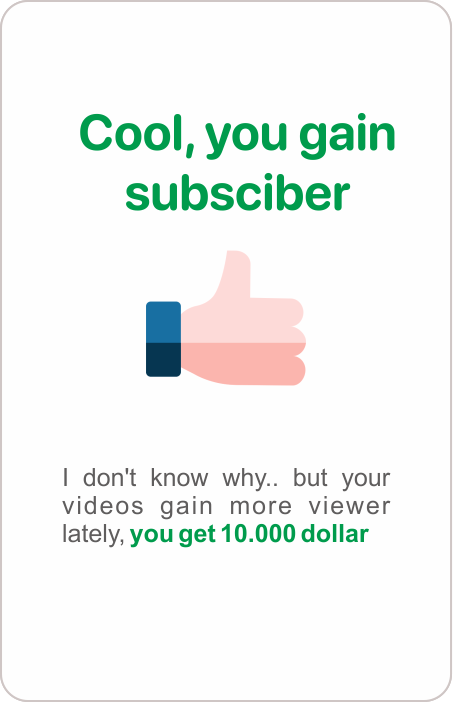 Cool, you gain
subsciber
I don't know why.. but your
videos gain more viewer
lately, you get 10.000 dollar